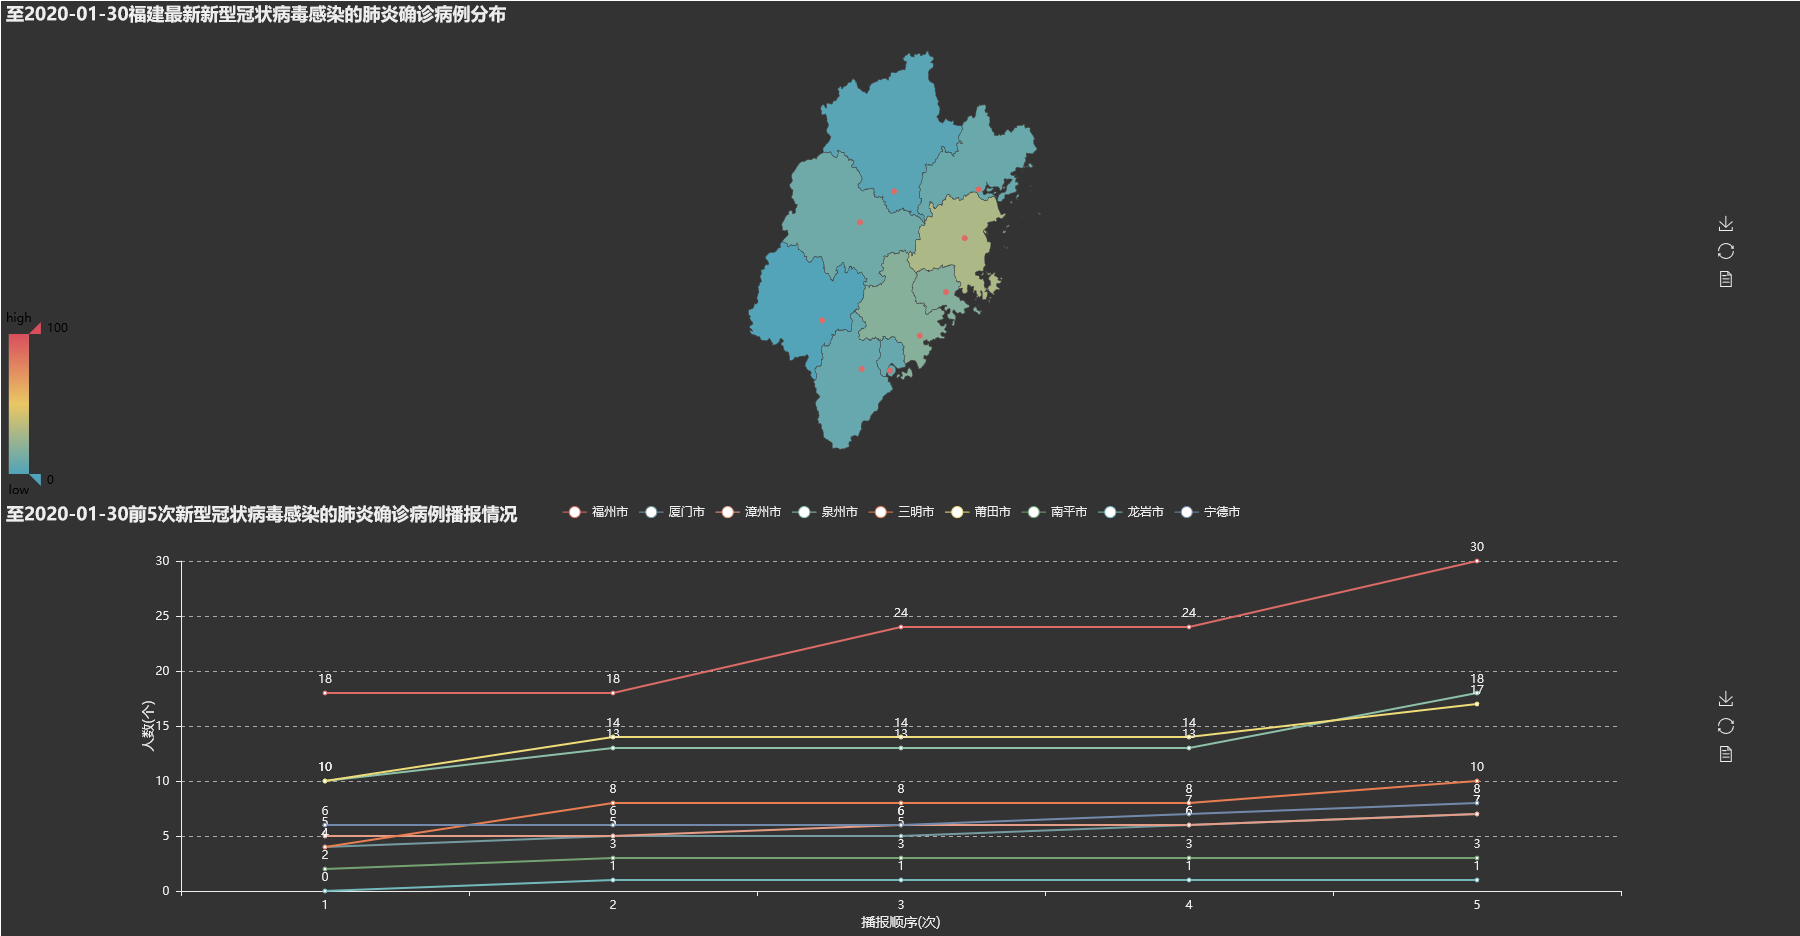 至2020-01-30福建最新新型冠状病毒感染的肺炎确诊病例分布
high
100
0
low
至2020-01-30前5次新型冠状病毒感染的肺炎确诊病例播报情况
福州市 厦门市 漳州市 泉州市 三明市 莆田市 南平市 龙岩市 宁德市
人数(个)
30
25
20
15
10
5
0
18 18 24 24 30
10 14 14 14 18
13 13 13 17
8 8 8 10
6 6 6 7 8
5 5 5 6 7
4
2 3 3 3 3
0 1 1 1 1
1 2 3 4 5
播报顺序(次)